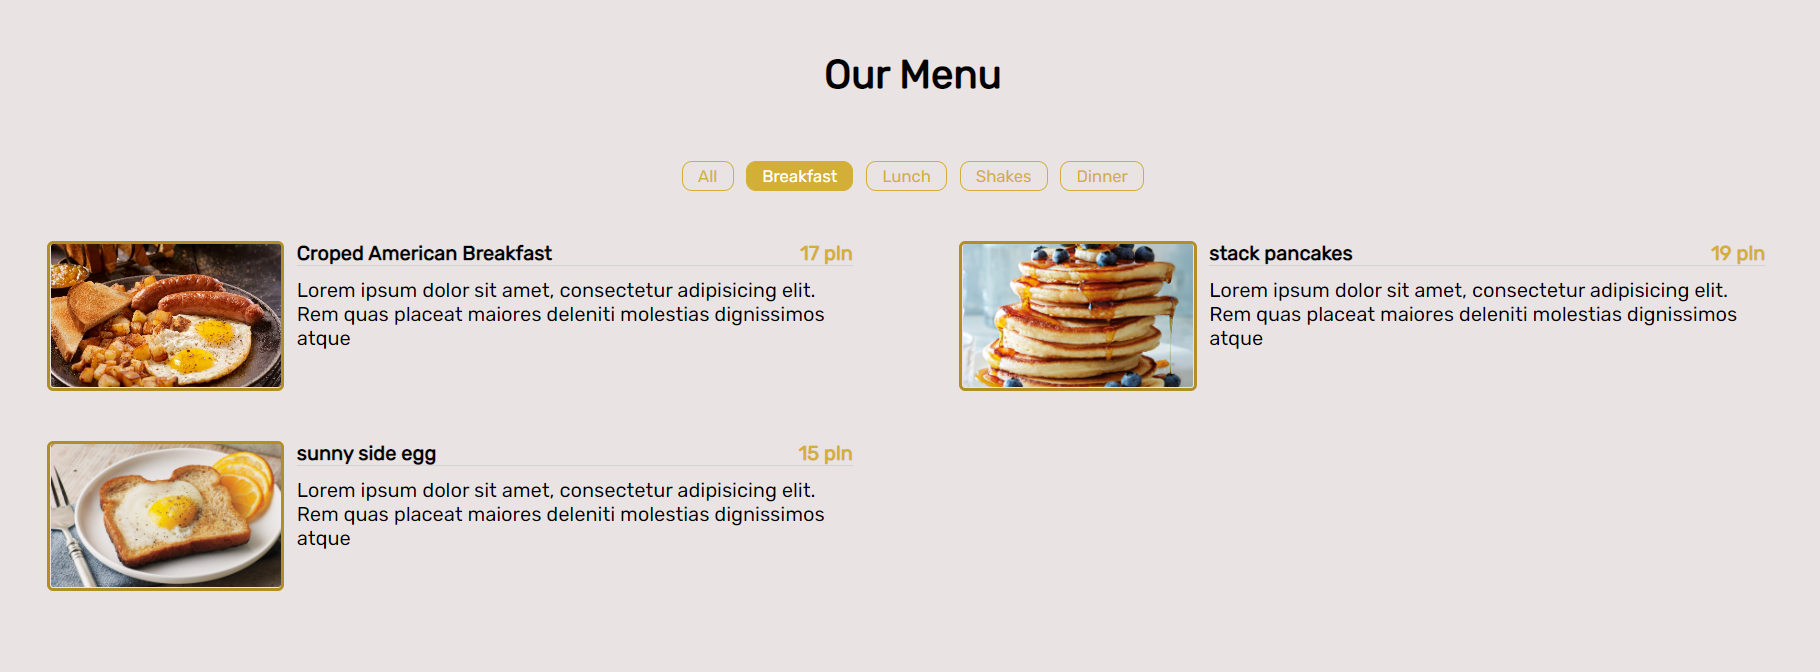 Our Menu
All Breakfast Lunch Shakes Dinner
Croped American Breakfast 17 pln
Lorem ipsum dolor sit amet, consectetur adipisicing elit.
Rem quas placeat maiores deleniti molestias dignissimos
atque
stack pancakes 19 pln
Lorem ipsum dolor sit amet, consectetur adipisicing elit.
Rem quas placeat maiores deleniti molestias dignissimos
atque
sunny side egg 15 pln
Lorem ipsum dolor sit amet, consectetur adipisicing elit.
Rem quas placeat maiores deleniti molestias dignissimos
atque